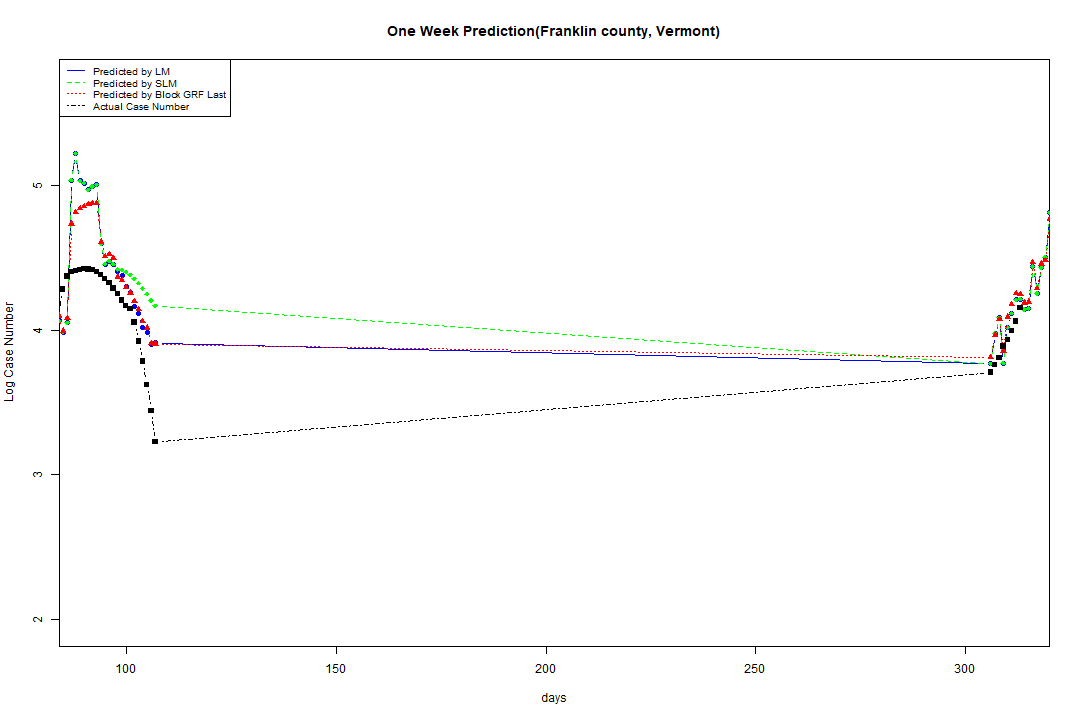 One Week Prediction(Franklin county, Vermont)
Predicted by LM
Predicted by SLM
Predicted by Block GRF Last
Actual Case Number
5
4
3
2
Log Case Number
100
150
200
250
300
days